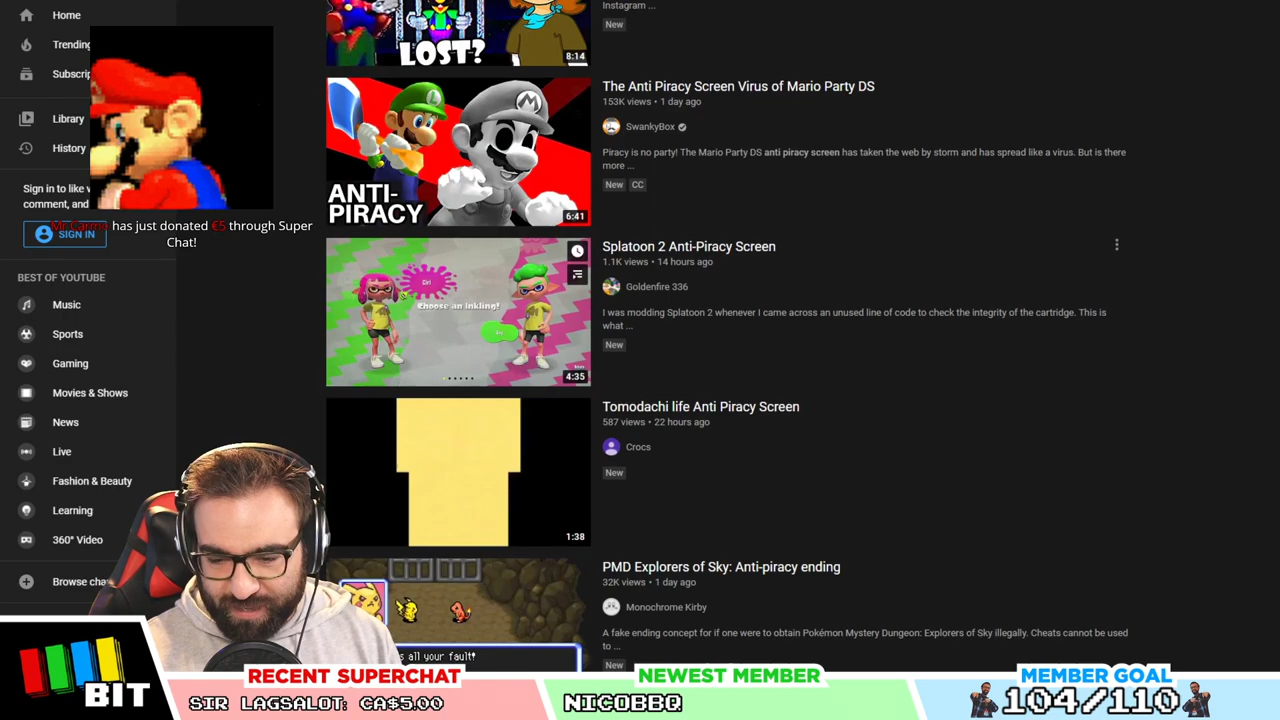 Home
Trending
Subscrip
Library
History
Sign in to like v
comment, and
SIGN IN
Mr Carmo has just donated €5 through Super
Chat!
BEST OF YOUTUBE
Music
Sports
Gaming
Movies & Shows
News
Live
Fashion & Beauty
Learning
360° Video
Browse cha
LOST?
8:14
Instagram ...
New
ANTI-
PIRACY
6:41
The Anti Piracy Screen Virus of Mario Party DS
153K views • 1 day ago
SwankyBox
Piracy is no party! The Mario Party DS anti piracy screen has taken the web by storm and has spread like a virus. But is there
more ...
New CC
Girl
Choose an Inkling!
4:35
Splatoon 2 Anti-Piracy Screen
1.1K views • 14 hours ago
Goldenfire 336
I was modding Splatoon 2 whenever I came across an unused line of code to check the integrity of the cartridge. This is
what ...
New
1:38
Tomodachi life Anti Piracy Screen
587 views • 22 hours ago
Crocs
New
s all your fault!
PMD Explorers of Sky: Anti-piracy ending
32K views • 1 day ago
Monochrome Kirby
A fake ending concept for if one were to obtain Pokémon Mystery Dungeon: Explorers of Sky illegally. Cheats cannot be used
to ...
New
BIT
RECENT SUPERCHAT
SIR LAGSALOT: CA$5.00
NEWEST MEMBER
NICOBBQ
MEMBER GOAL
104/110